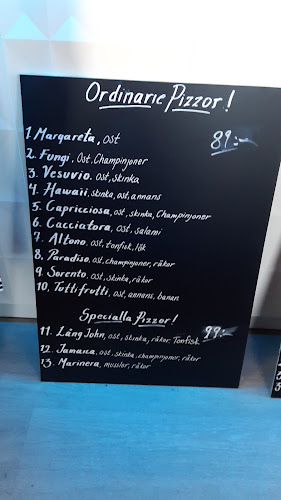 Ordinarie Pizzor!
1. Margareta, ost 89:-
2. Fungi. Ost. Champinjoner
3. Vesuvio. ost, skinka
4. Hawaii, skinka, ost, annans
5. Capricciosa, ost, skinka, Champinjoner
6. Cacciatora, ost, salami
7. Altono. ost, tonfisk, lök
8. Paradiso, ost, champinjoner, räkor
9. Sorento. ost, skinka, räkor
10. Tottifrutti, ost, annans, banan
Specialla Pizzor!
11. Lång John, ost, skinka, räkor, Tonfisk 99:-
12. Jamaica, ost. skinka, champinjoner, räkor
13. Marinera, musslor, räkor